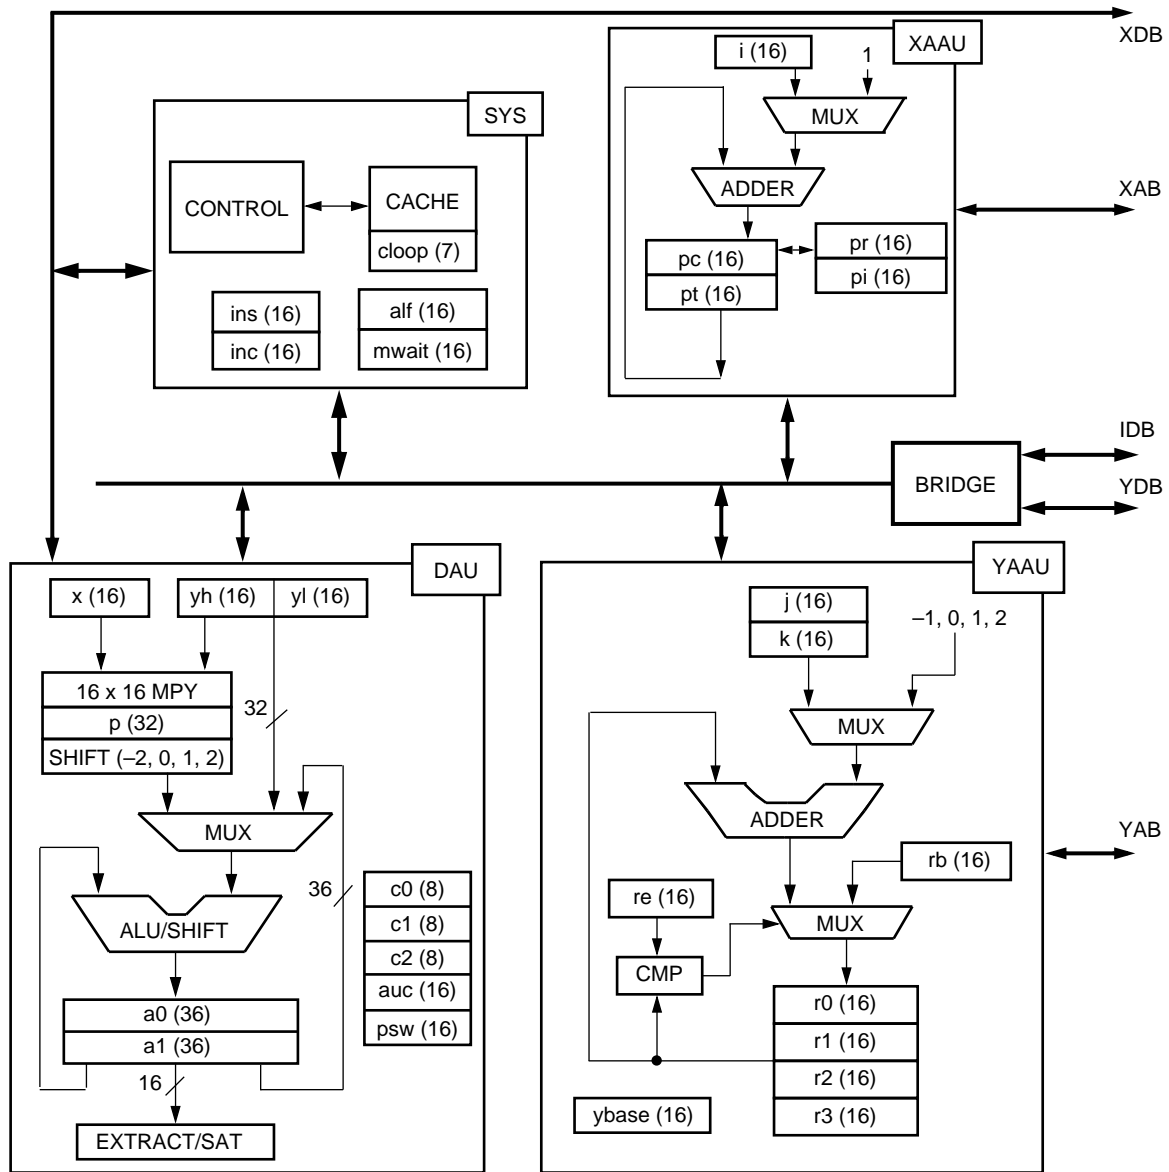 XDB
XAAU
i (16)
1
MUX
ADDER
pc (16)
pt (16)
pr (16)
pi (16)
XAB
SYS
CONTROL
CACHE
cloop (7)
ins (16)
inc (16)
alf (16)
mwait (16)
BRIDGE
IDB
YDB
DAU
x (16)
yh (16)
yl (16)
16 x 16 MPY
p (32)
SHIFT (–2, 0, 1, 2)
32
MUX
36
ALU/SHIFT
a0 (36)
a1 (36)
16
EXTRACT/SAT
c0 (8)
c1 (8)
c2 (8)
auc (16)
psw (16)
YAAU
j (16)
k (16)
–1, 0, 1, 2
MUX
ADDER
rb (16)
re (16)
MUX
CMP
r0 (16)
r1 (16)
r2 (16)
r3 (16)
ybase (16)
YAB